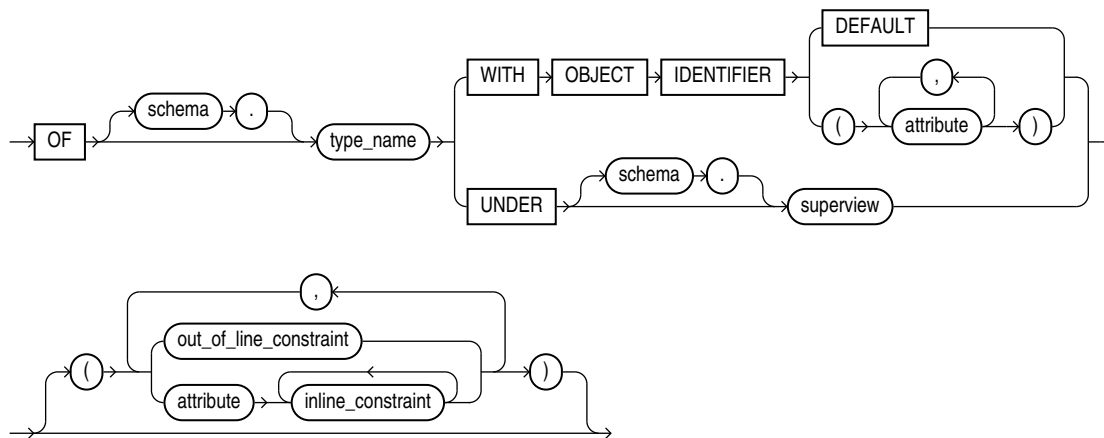 DEFAULT
,
WITH OBJECT IDENTIFIER
schema .
( attribute )
OF type_name
schema .
UNDER superview
,
out_of_line_constraint
( )
attribute inline_constraint